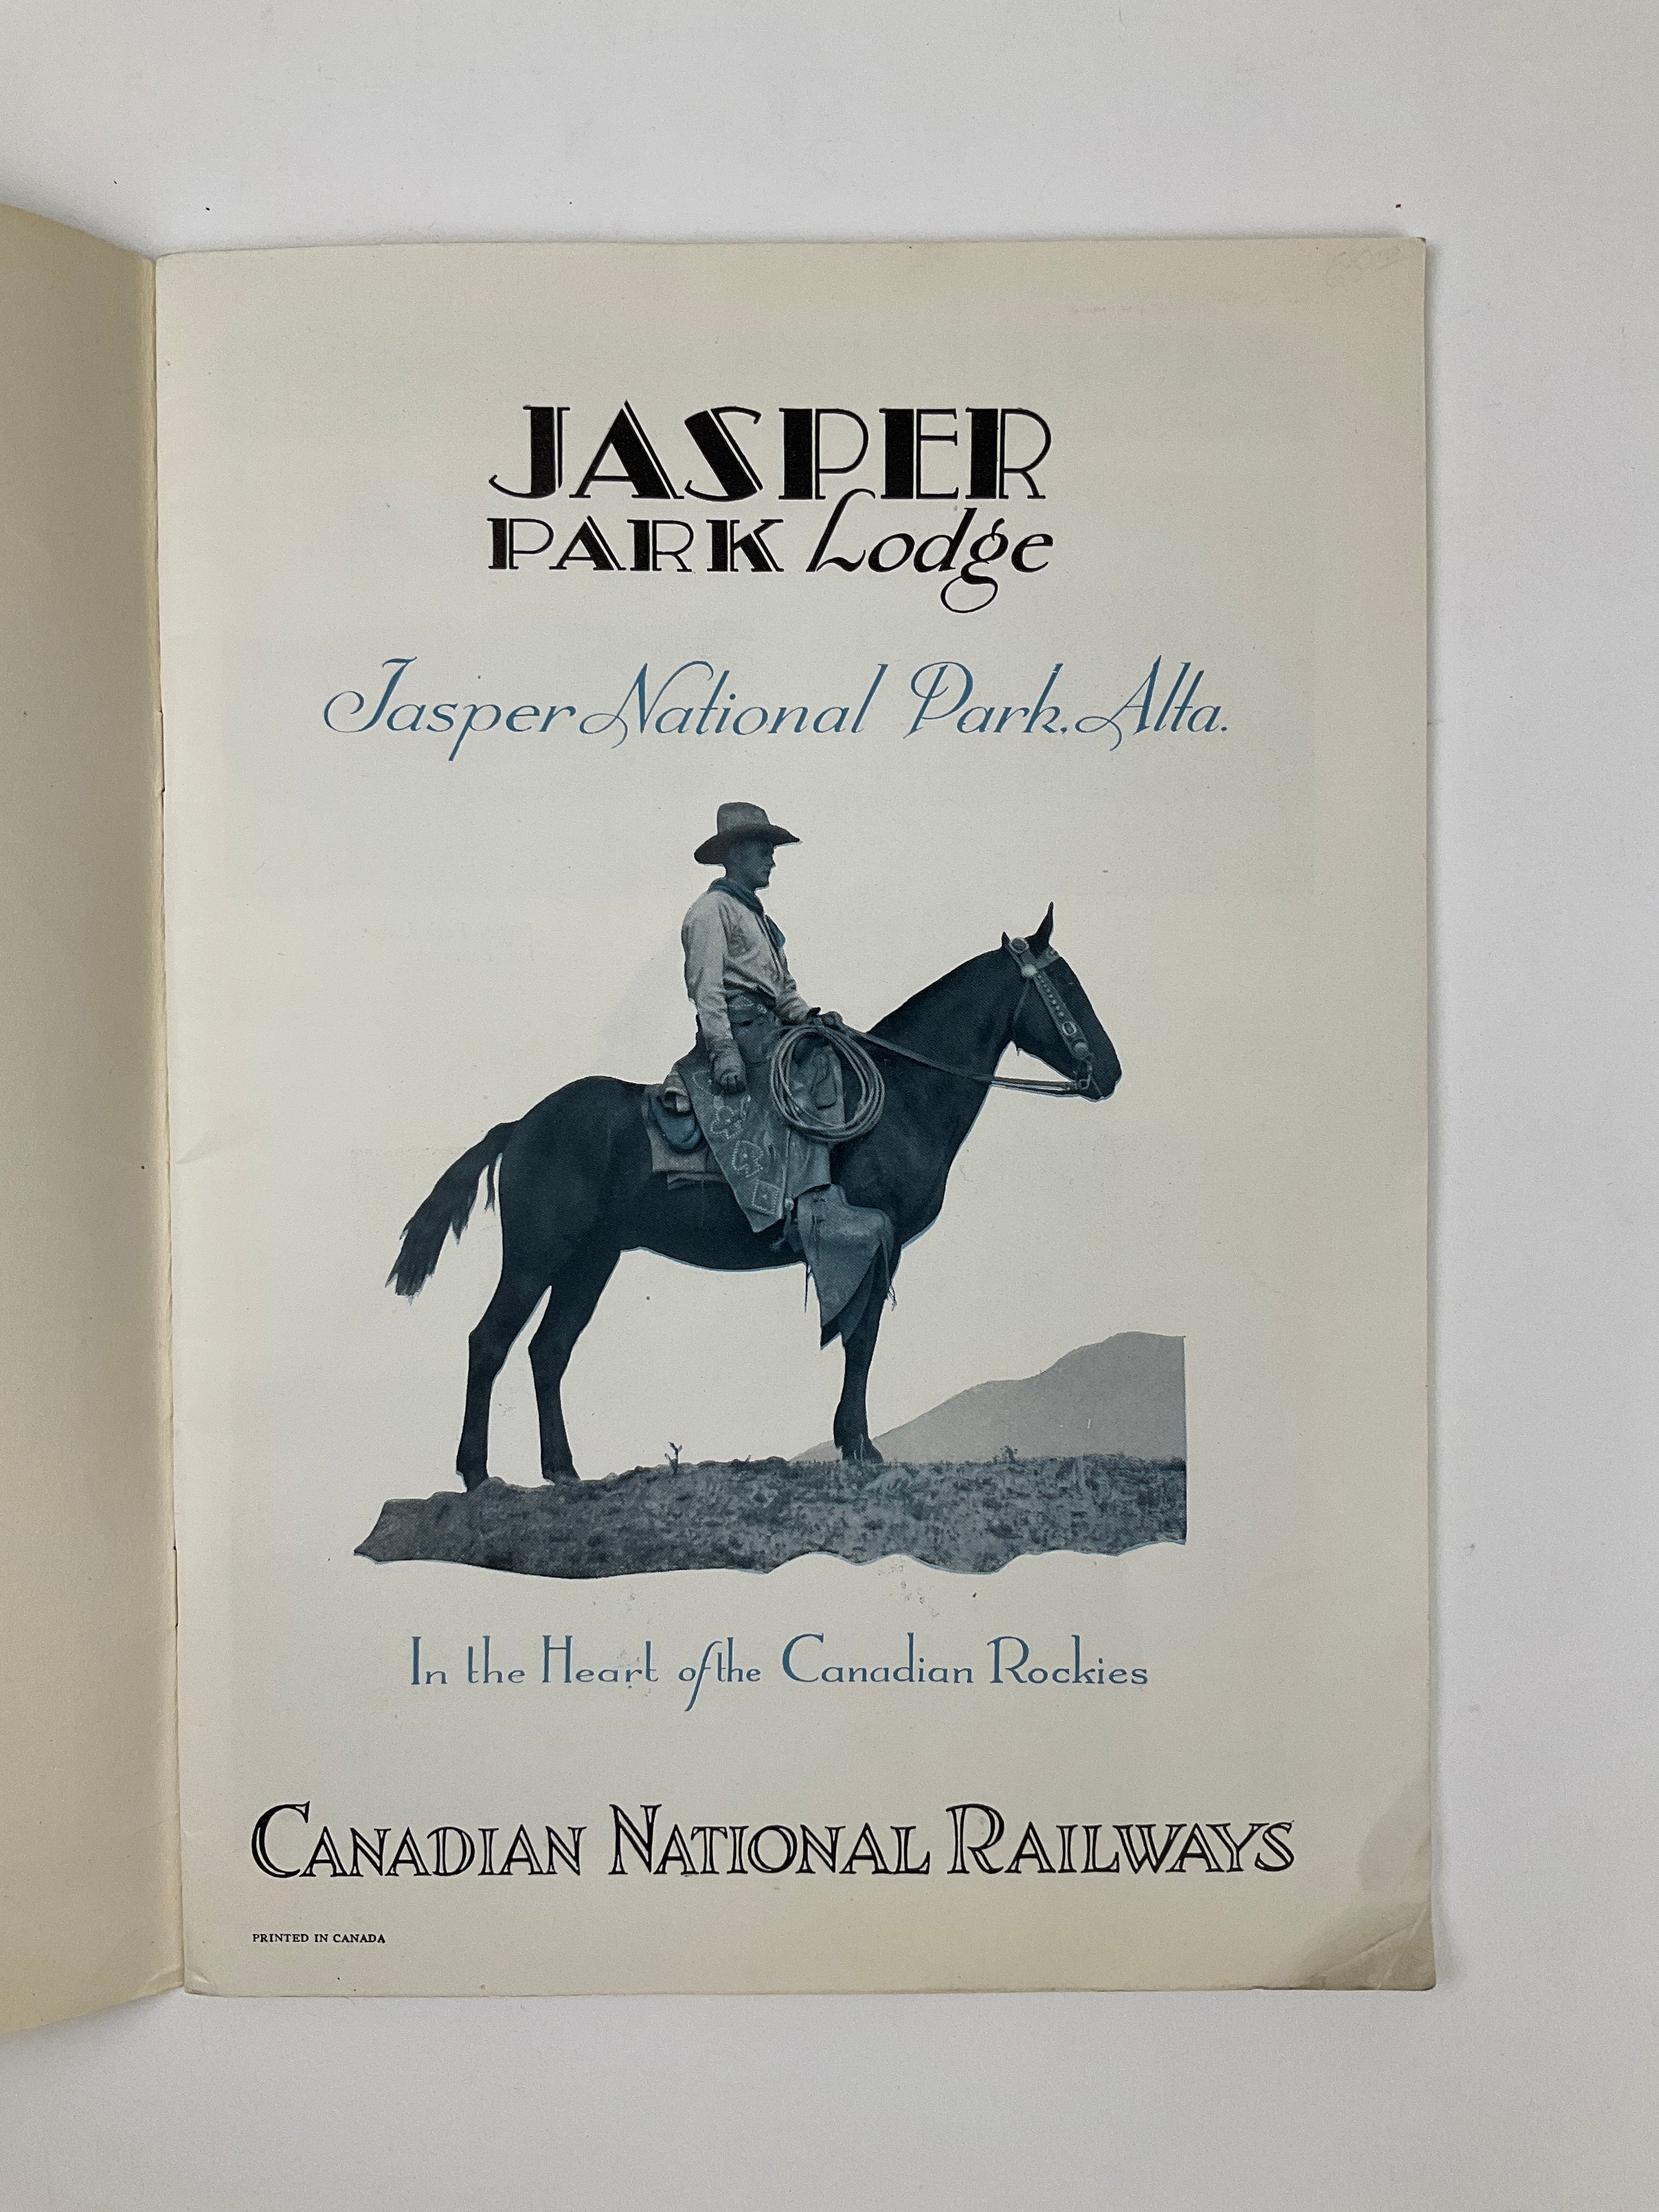 JASPER
PARK Lodge
Jasper National Park, Alta.
In the Heart of the Canadian Rockies
CANADIAN NATIONAL RAILWAYS
PRINTED IN CANADA